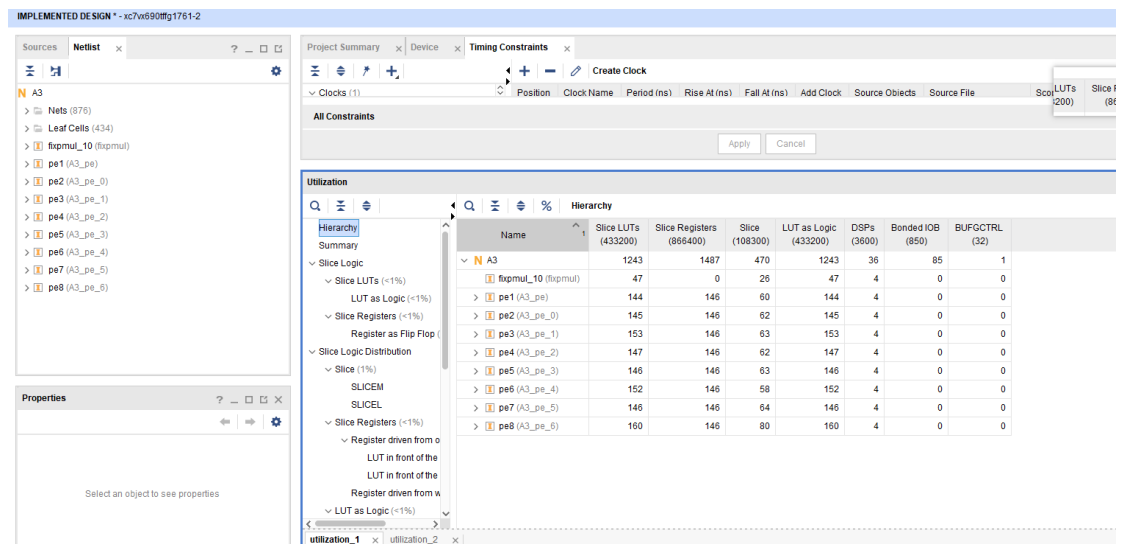 IMPLEMENTED DESIGN * - xc7vx690tffg1761-2
Sources Netlist × ? _
N A3
Nets (876)
Leaf Cells (434)
fixpmul_10 (fixpmul)
pe1 (A3_pe)
pe2 (A3_pe_0)
pe3 (A3_pe_1)
pe4 (A3_pe_2)
pe5 (A3_pe_3)
pe6 (A3_pe_4)
pe7 (A3_pe_5)
pe8 (A3_pe_6)
Properties ? _ ×
Select an object to see properties
Project Summary × Device × Timing Constraints ×
Create Clock
Clocks (1)
Position Clock Name Period (ns) Rise At (ns) Fall At (ns) Add Clock Source Objects Source File Sco
LUTs Slice
200) (86
All Constraints
Apply Cancel
Utilization
% Hierarchy
Hierarchy
Summary
Slice Logic
Slice LUTs (<1%)
LUT as Logic (<1%)
Slice Registers (<1%)
Register as Flip Flop (
Slice Logic Distribution
Slice (1%)
SLICEM
SLICEL
Slice Registers (<1%)
Register driven from o
LUT in front of the
LUT in front of the
Register driven from w
LUT as Logic (<1%)
Name 1 Slice LUTs (433200) Slice Registers (866400) Slice (108300) LUT as Logic (433200) DSPs (3600) Bonded IOB (850) BUFGCTRL (32)
N A3 1243 1487 470 1243 36 85 1
fixpmul_10 (fixpmul) 47 0 26 47 4 0 0
pe1 (A3_pe) 144 146 60 144 4 0 0
pe2 (A3_pe_0) 145 146 62 145 4 0 0
pe3 (A3_pe_1) 153 146 63 153 4 0 0
pe4 (A3_pe_2) 147 146 62 147 4 0 0
pe5 (A3_pe_3) 146 146 63 146 4 0 0
pe6 (A3_pe_4) 152 146 58 152 4 0 0
pe7 (A3_pe_5) 146 146 64 146 4 0 0
pe8 (A3_pe_6) 160 146 80 160 4 0 0
utilization_1 × utilization_2 ×